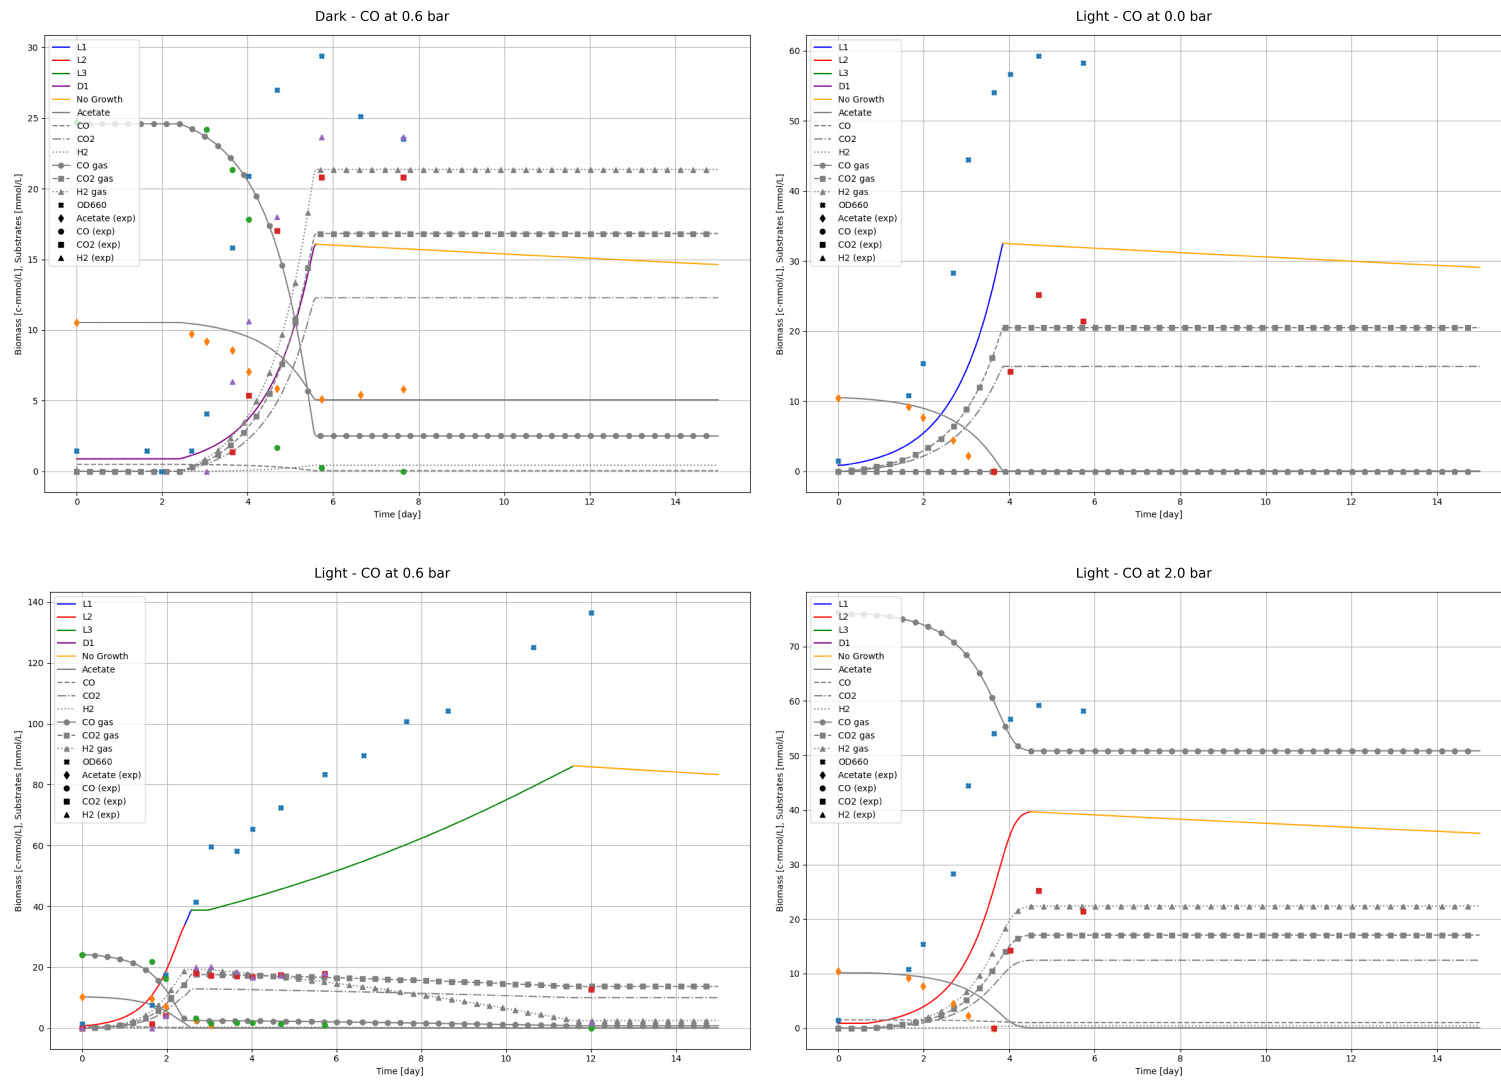 Dark - CO at 0.6 bar
Biomass [c-mmol/L], Substrates [mmol/L]
30
25
20
15
10
5
0
L1
L2
L3
D1
No Growth
Acetate
CO
CO2
H2
CO gas
CO2 gas
H2 gas
OD660
Acetate (exp)
CO (exp)
CO2 (exp)
H2 (exp)
0 2 4 6 8 10 12 14
Time [day]
Light - CO at 0.0 bar
Biomass [c-mmol/L], Substrates [mmol/L]
60
50
40
30
20
10
0
L1
L2
L3
D1
No Growth
Acetate
CO
CO2
H2
CO gas
CO2 gas
H2 gas
OD660
Acetate (exp)
CO (exp)
CO2 (exp)
H2 (exp)
0 2 4 6 8 10 12 14
Time [day]
Light - CO at 0.6 bar
Biomass [c-mmol/L], Substrates [mmol/L]
140
120
100
80
60
40
20
0
L1
L2
L3
D1
No Growth
Acetate
CO
CO2
H2
CO gas
CO2 gas
H2 gas
OD660
Acetate (exp)
CO (exp)
CO2 (exp)
H2 (exp)
0 2 4 6 8 10 12 14
Time [day]
Light - CO at 2.0 bar
Biomass [c-mmol/L], Substrates [mmol/L]
70
60
50
40
30
20
10
0
L1
L2
L3
D1
No Growth
Acetate
CO
CO2
H2
CO gas
CO2 gas
H2 gas
OD660
Acetate (exp)
CO (exp)
CO2 (exp)
H2 (exp)
0 2 4 6 8 10 12 14
Time [day]